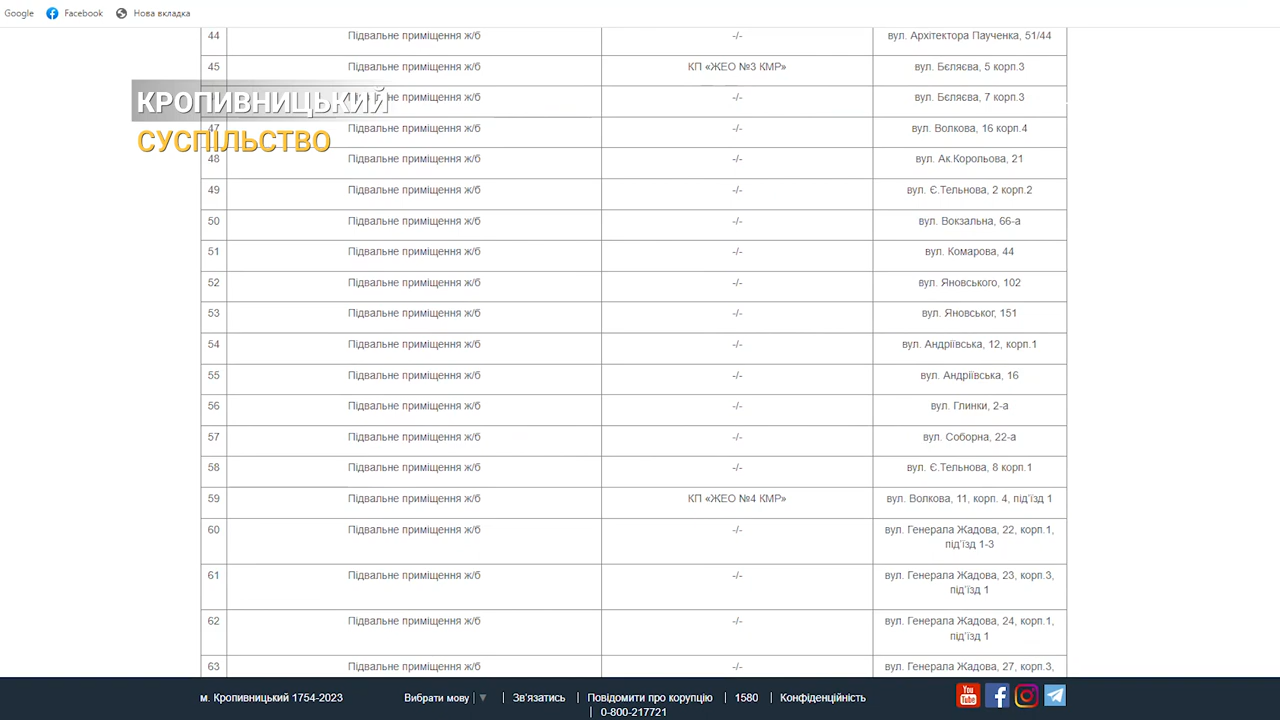 Google Facebook Нова вкладка
44 Підвальне приміщення ж/б -/- вул. Архітектора Паученка, 51/44
45 Підвальне приміщення ж/б КП «ЖЕО №3 КМР» вул. Бєляєва, 5 корп.3
КРОПИВНИЦЬКИЙ
приміщення ж/б -/- вул. Бєляєва, 7 корп.3
47 Підвальне приміщення ж/б -/- вул. Волкова, 16 корп.4
СУСПІЛЬСТВО
48 Підвальне приміщення ж/б -/- вул. Ак.Корольова, 21
49 Підвальне приміщення ж/б -/- вул. Є.Тельнова, 2 корп.2
50 Підвальне приміщення ж/б -/- вул. Вокзальна, 66-а
51 Підвальне приміщення ж/б -/- вул. Комарова, 44
52 Підвальне приміщення ж/б -/- вул. Яновського, 102
53 Підвальне приміщення ж/б -/- вул. Яновськог, 151
54 Підвальне приміщення ж/б -/- вул. Андріївська, 12, корп.1
55 Підвальне приміщення ж/б -/- вул. Андріївська, 16
56 Підвальне приміщення ж/б -/- вул. Глинки, 2-а
57 Підвальне приміщення ж/б -/- вул. Соборна, 22-а
58 Підвальне приміщення ж/б -/- вул. Є.Тельнова, 8 корп.1
59 Підвальне приміщення ж/б КП «ЖЕО №4 КМР» вул. Волкова, 11, корп. 4, під'їзд 1
60 Підвальне приміщення ж/б -/- вул. Генерала Жадова, 22, корп.1,
під'їзд 1-3
61 Підвальне приміщення ж/б -/- вул. Генерала Жадова, 23, корп.3,
під'їзд 1
62 Підвальне приміщення ж/б -/- вул. Генерала Жадова, 24, корп.1,
під'їзд 1
63 Підвальне приміщення ж/б -/- вул. Генерала Жадова, 27, корп.3,
м. Кропивницький 1754-2023 Вибрати мову ▼ Зв'язатись Повідомити про корупцію 1580 Конфіденційність
0-800-217721
You Tube